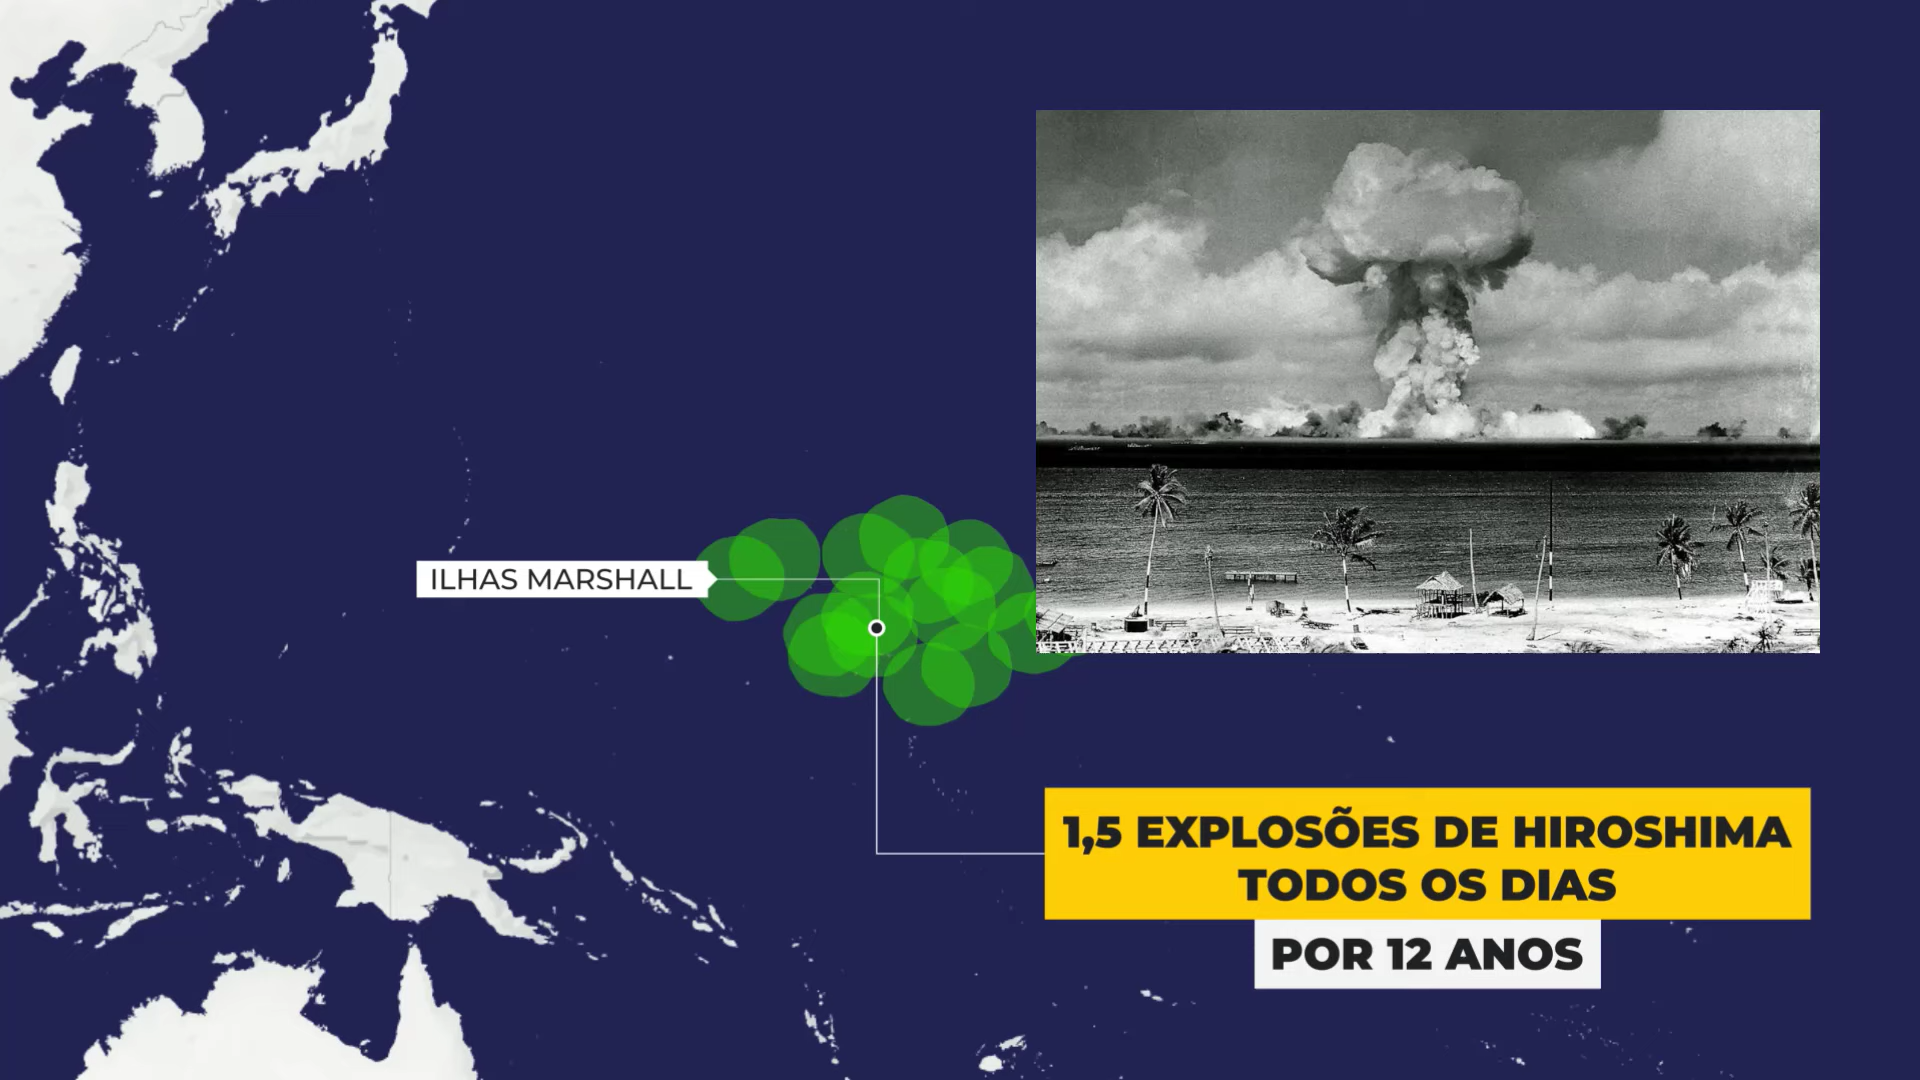 ILHAS MARSHALL
1,5 EXPLOSÕES DE HIROSHIMA
TODOS OS DIAS
POR 12 ANOS